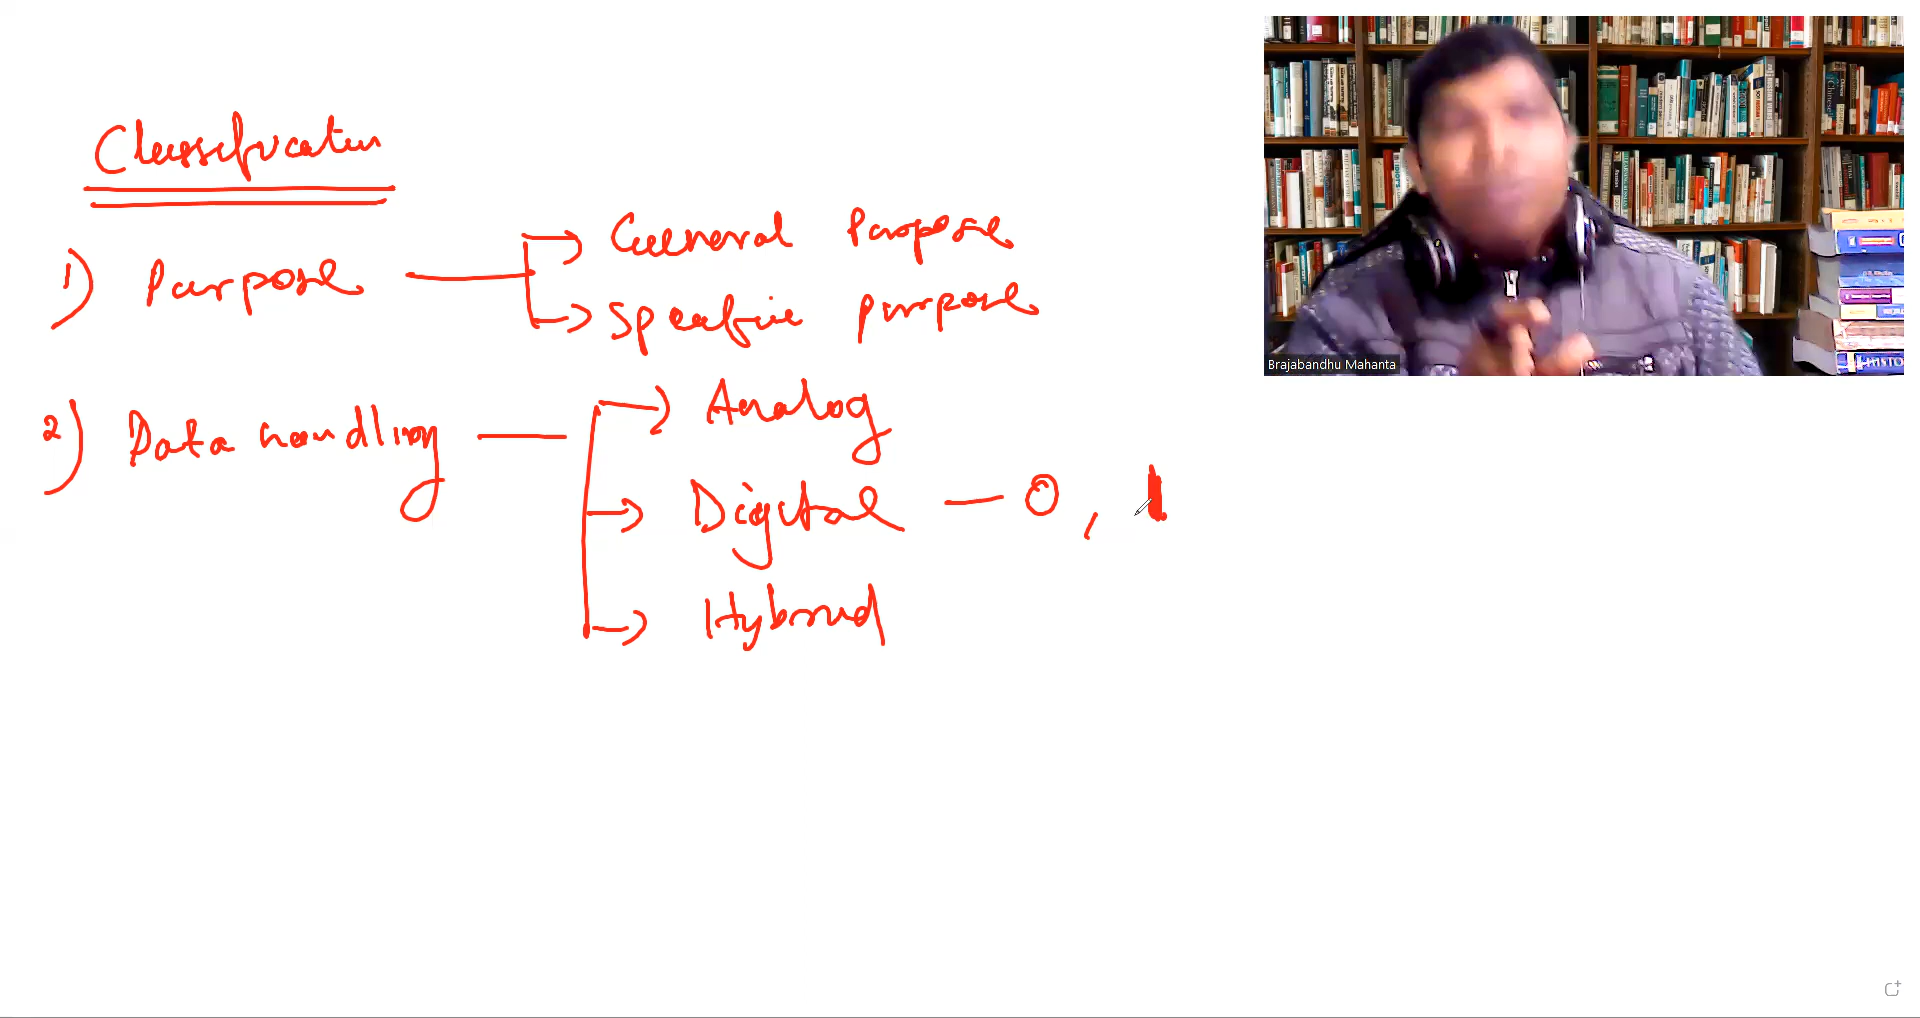 Classification
1) Purpose
General Purpose
Specific Purpose
2) Data handling
Analog
Digital — 0, 1
Hybrid
Brajabandhu Mahanta